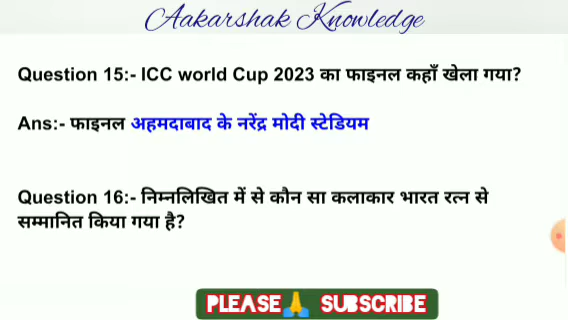 Aakarshak Knowledge
Question 15:- ICC world Cup 2023 का फाइनल कहाँ खेला गया?
Ans:- फाइनल अहमदाबाद के नरेंद्र मोदी स्टेडियम
Question 16:- निम्नलिखित में से कौन सा कलाकार भारत रत्न से
सम्मानित किया गया है?
PLEASE🙏 SUBSCRIBE